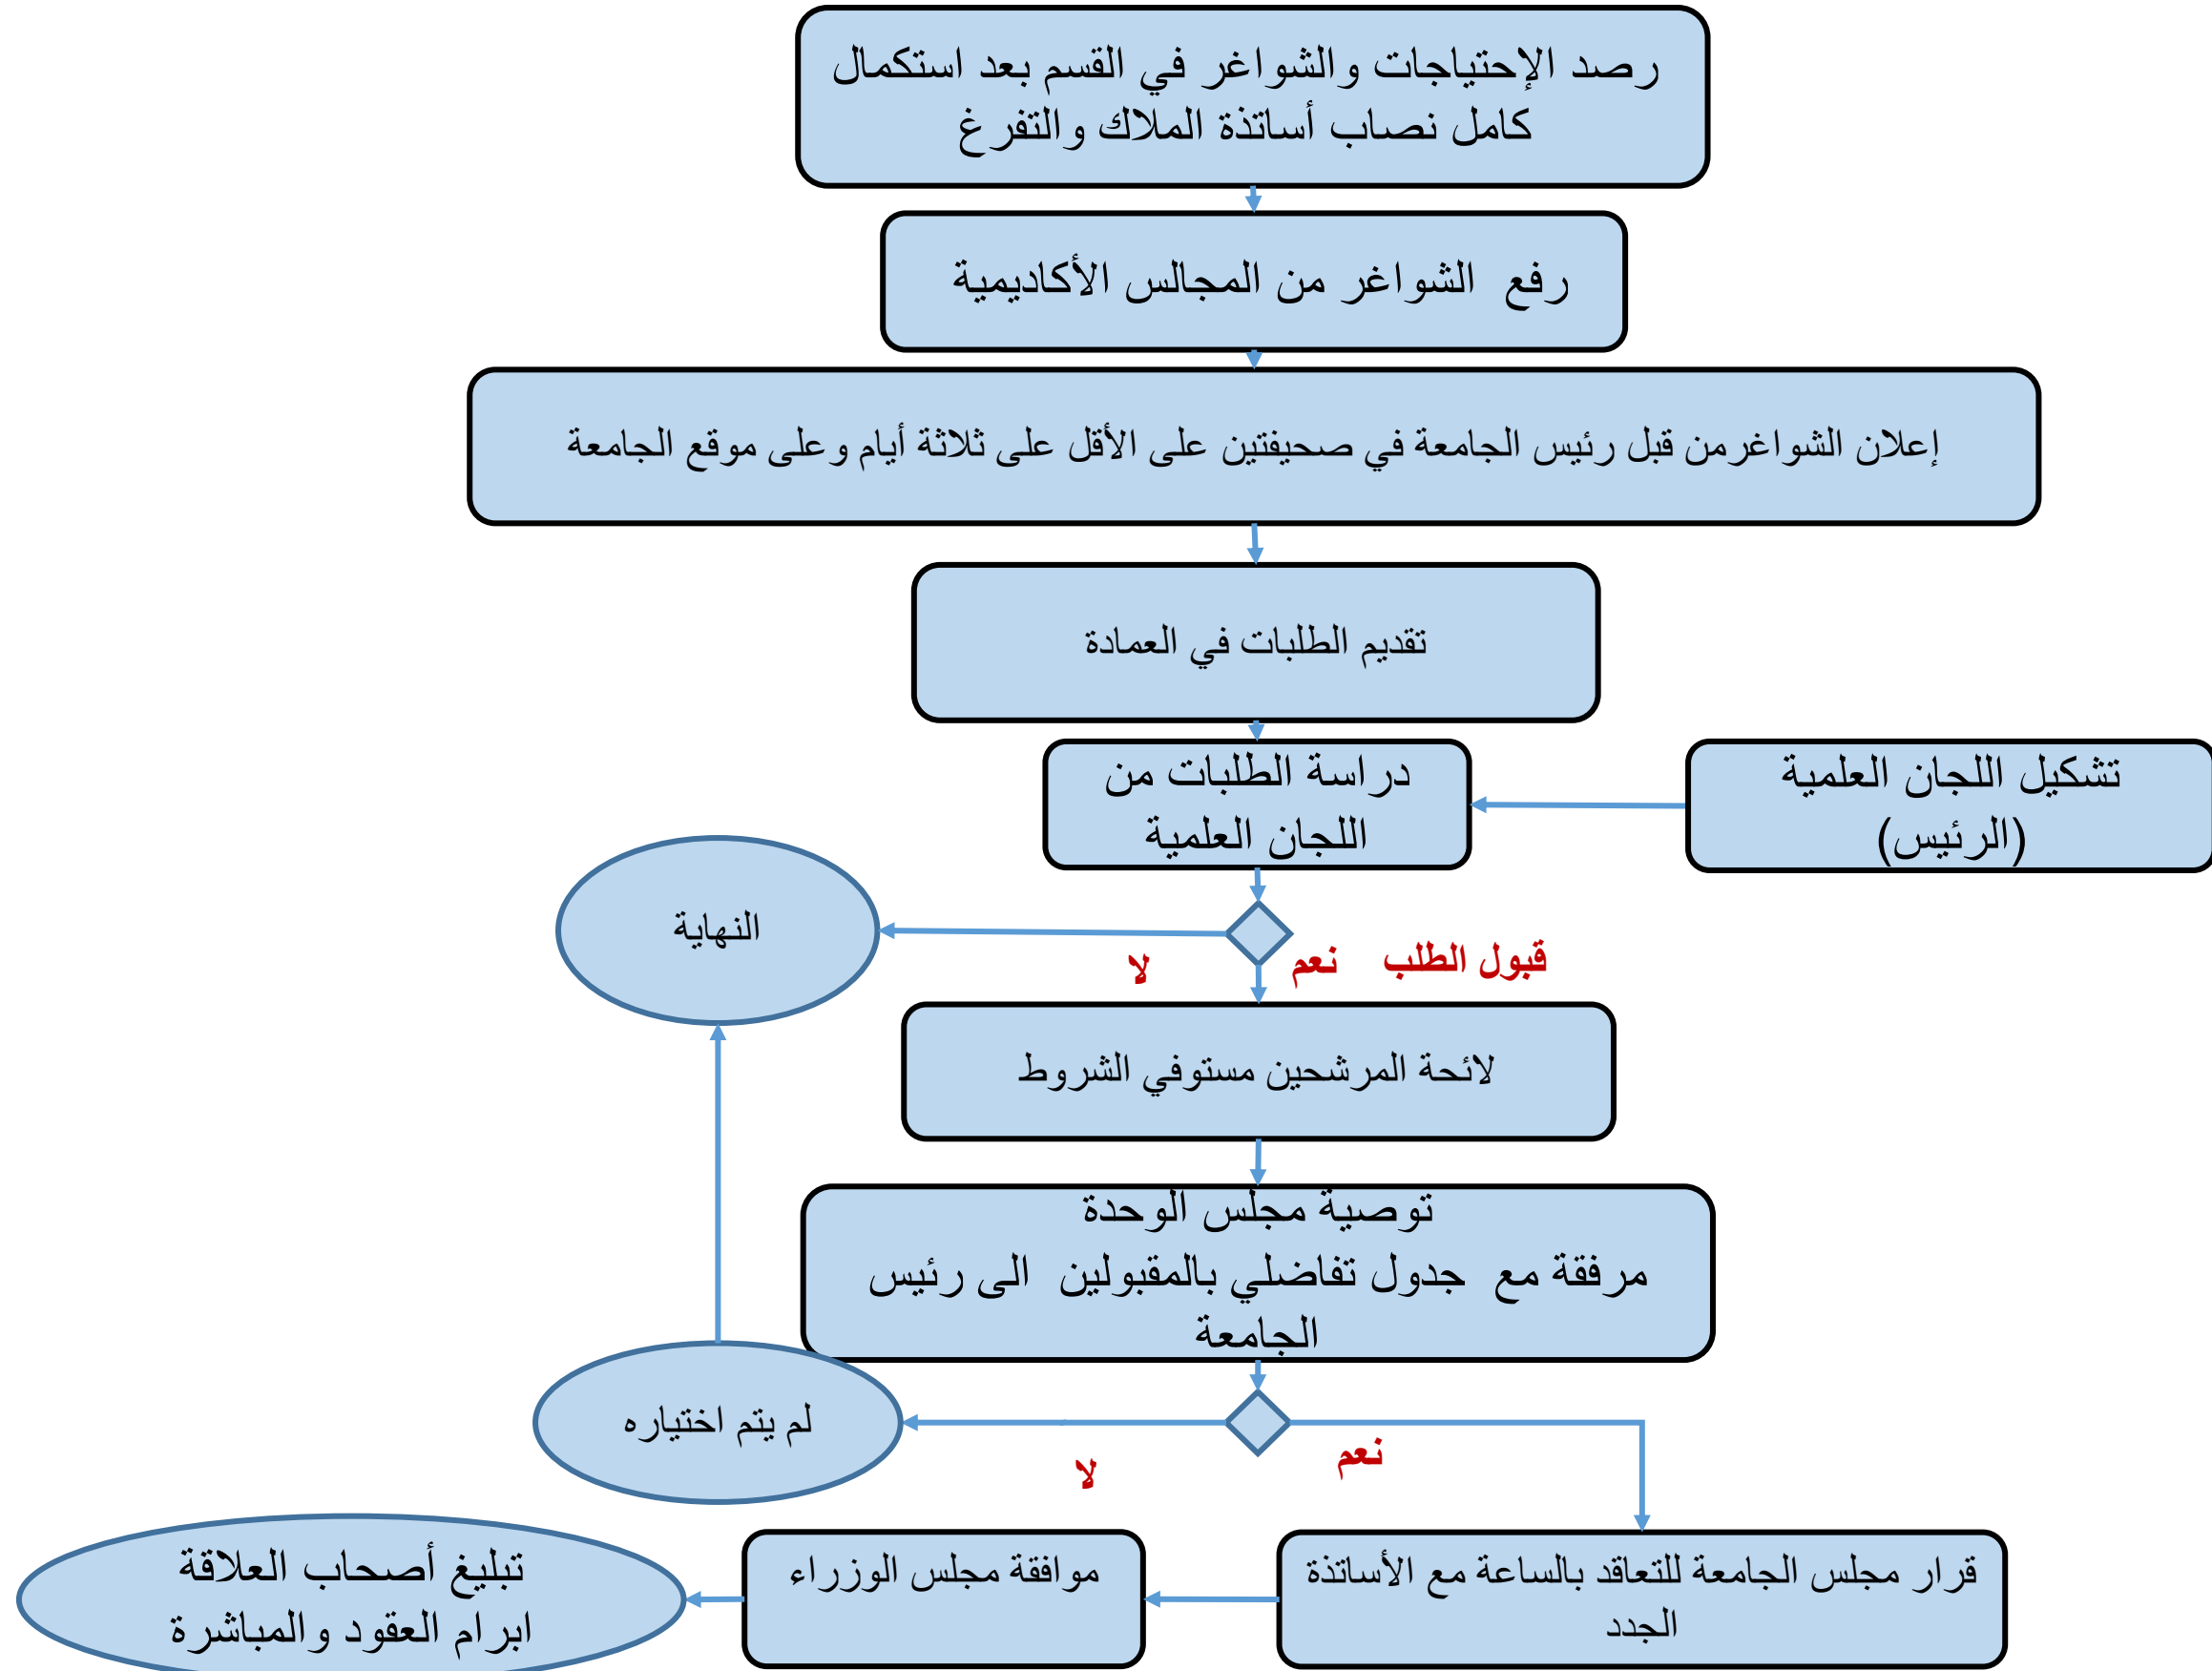 رصد الإحتياجات والشواغر في القسم بعد استكمال
كامل نصاب أساتذة الملاك والتفرغ
رفع الشواغر من المجالس الأكاديمية
إعلان الشواغرمن قبل رئيس الجامعة في صحيفتين على الأقل على ثلاثة أيام وعلى موقع الجامعة
تقديم الطلبات في العمادة
دراسة الطلبات من
اللجان العلمية
تشكيل اللجان العلمية
(الرئيس)
النهاية
قبول الطلب نعم
لا
لائحة المرشحين مستوفي الشروط
توصية مجلس الوحدة
مرفقة مع جدول تفاضلي بالمقبولين الى رئيس
الجامعة
لم يتم اختياره
نعم
لا
قرار مجلس الجامعة للتعاقد بالساعة مع الأساتذة
الجدد
موافقة مجلس الوزراء
تبليغ أصحاب العلاقة
ابرام العقود والمباشرة